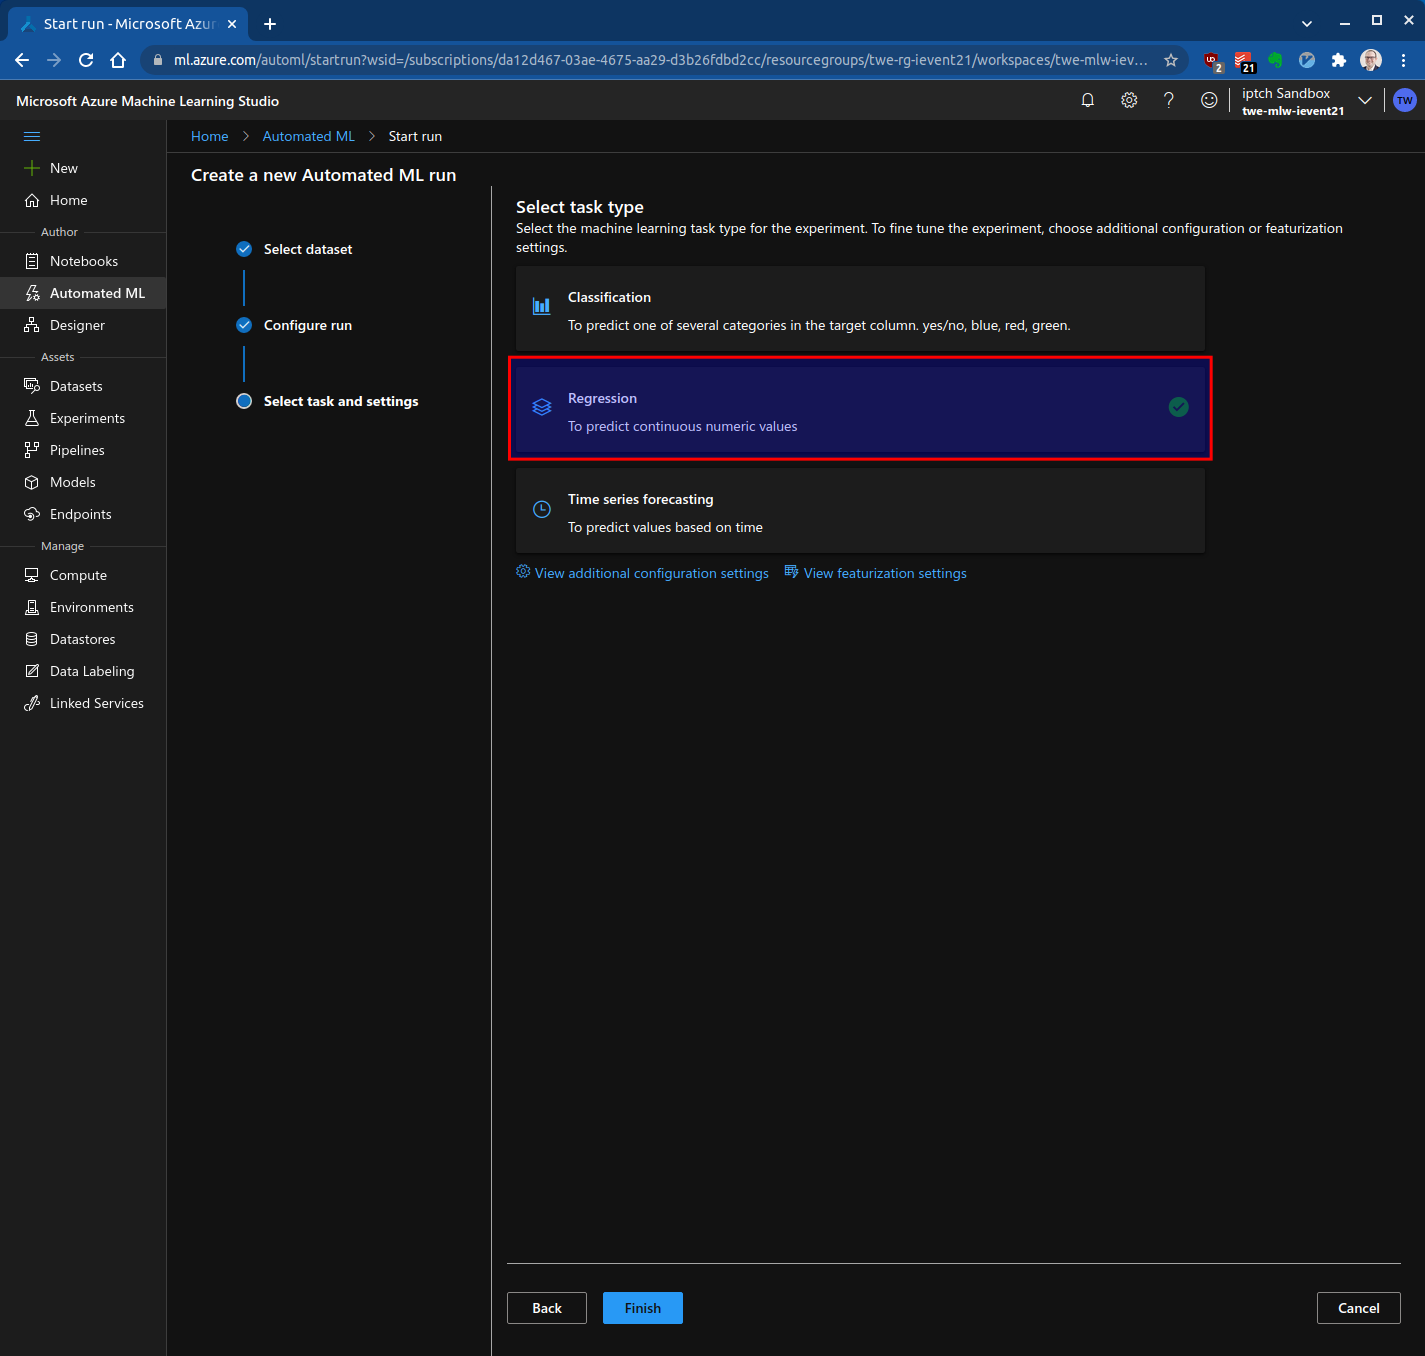 Start run - Microsoft Azur
ml.azure.com/automl/startrun?wsid=/subscriptions/da12d467-03ae-4675-aa29-d3b26fdbd2cc/resourcegroups/twe-rg-ievent21/workspaces/twe-mlw-iev...
2
21
Microsoft Azure Machine Learning Studio
iptch Sandbox
twe-mlw-ievent21
TW
Home > Automated ML > Start run
New
Home
Author
Notebooks
Automated ML
Designer
Assets
Datasets
Experiments
Pipelines
Models
Endpoints
Manage
Compute
Environments
Datastores
Data Labeling
Linked Services
Create a new Automated ML run
Select dataset
Configure run
Select task and settings
Select task type
Select the machine learning task type for the experiment. To fine tune the experiment, choose additional configuration or featurization
settings.
Classification
To predict one of several categories in the target column. yes/no, blue, red, green.
Regression
To predict continuous numeric values
Time series forecasting
To predict values based on time
View additional configuration settings View featurization settings
Back Finish Cancel